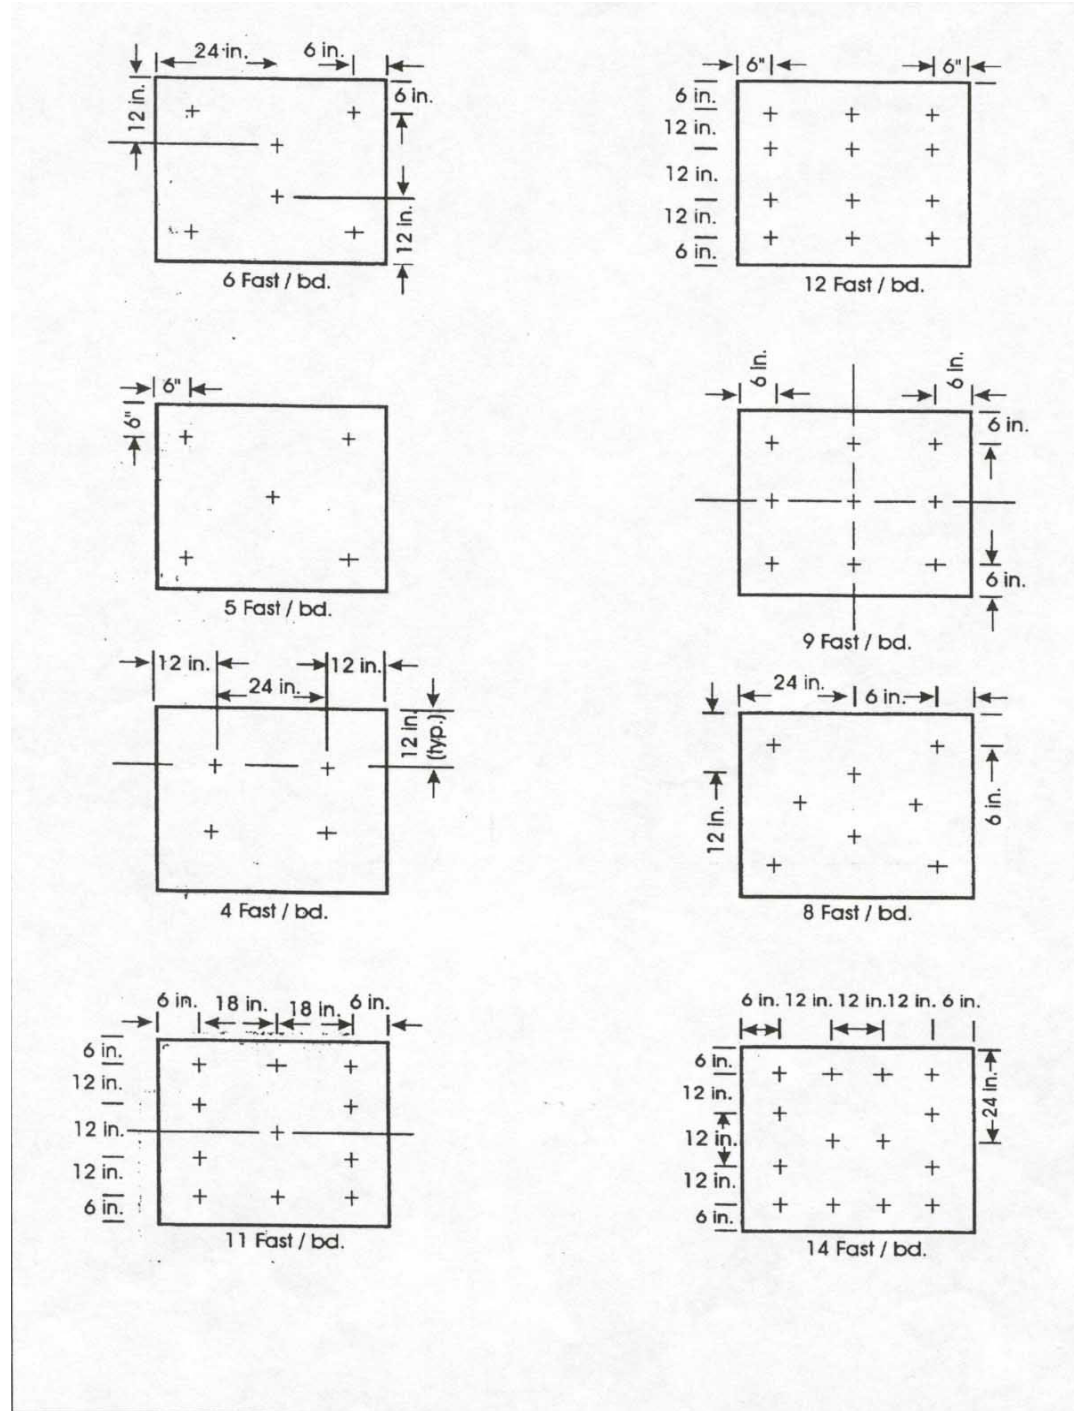 24 in.
6 in.
12 in.
6 in.
12 in.
6 Fast / bd.
6"
6"
6 in.
12 in.
12 in.
12 in.
6 in.
12 Fast / bd.
6"
6"
5 Fast / bd.
6 in.
6 in.
6 in.
6 in.
9 Fast / bd.
12 in.
12 in.
24 in.
12 in.
(typ.)
4 Fast / bd.
24 in.
6 in.
12 in.
6 in.
8 Fast / bd.
6 in.
18 in.
18 in.
6 in.
6 in.
12 in.
12 in.
12 in.
6 in.
11 Fast / bd.
6 in. 12 in. 12 in. 12 in. 6 in.
6 in.
12 in.
12 in.
12 in.
6 in.
24 in.
14 Fast / bd.